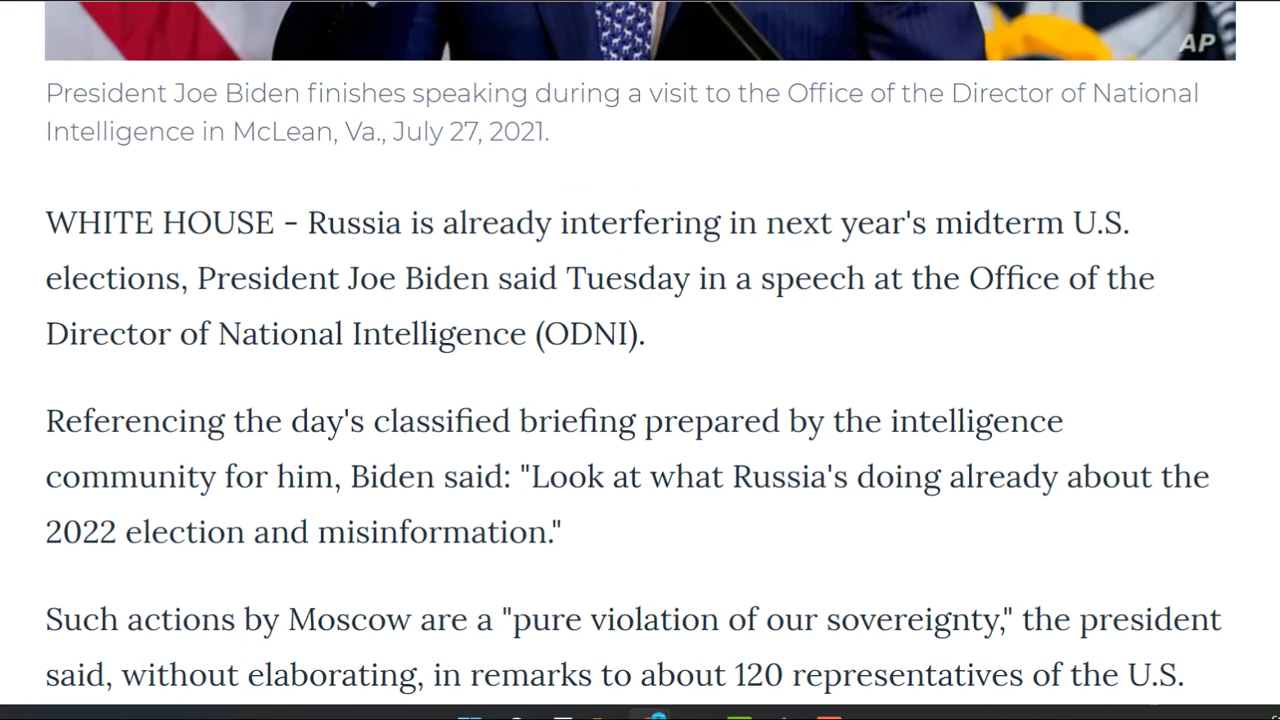 AP
President Joe Biden finishes speaking during a visit to the Office of the Director of National
Intelligence in McLean, Va., July 27, 2021.
WHITE HOUSE - Russia is already interfering in next year's midterm U.S.
elections, President Joe Biden said Tuesday in a speech at the Office of the
Director of National Intelligence (ODNI).
Referencing the day's classified briefing prepared by the intelligence
community for him, Biden said: "Look at what Russia's doing already about the
2022 election and misinformation."
Such actions by Moscow are a "pure violation of our sovereignty," the president
said, without elaborating, in remarks to about 120 representatives of the U.S.